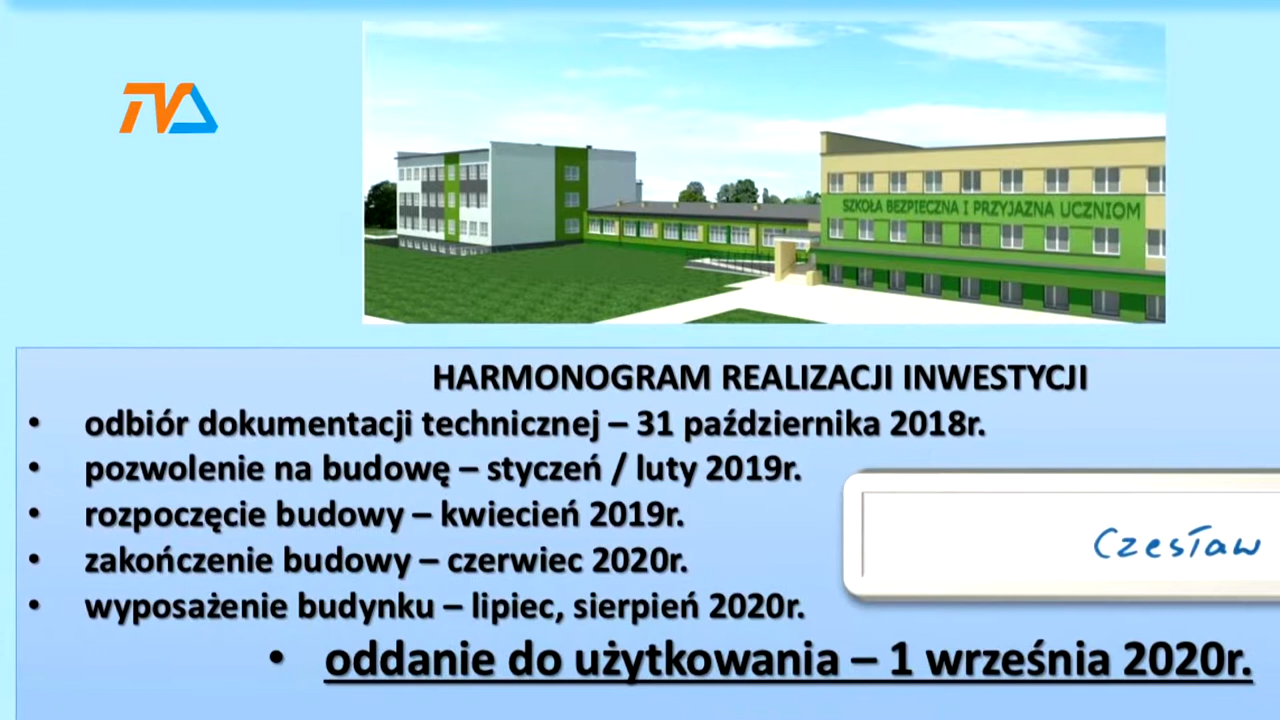 TVΔ
SZKOŁA BEZPIECZNA I PRZYJAZNA UCZNIOM
HARMONOGRAM REALIZACJI INWESTYCJI
• odbiór dokumentacji technicznej – 31 października 2018r.
• pozwolenie na budowę – styczeń / luty 2019r.
• rozpoczęcie budowy – kwiecień 2019r.
• zakończenie budowy – czerwiec 2020r.
• wyposażenie budynku – lipiec, sierpień 2020r.
• oddanie do użytkowania – 1 września 2020r.
Czesław